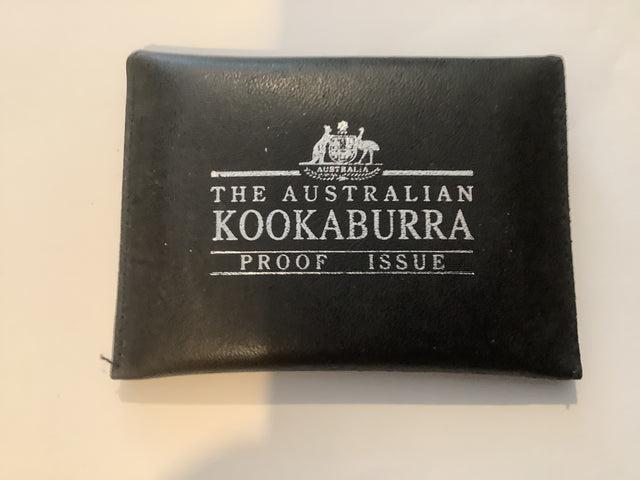 AUSTRALIA
THE AUSTRALIAN
KOOKABURRA
PROOF ISSUE